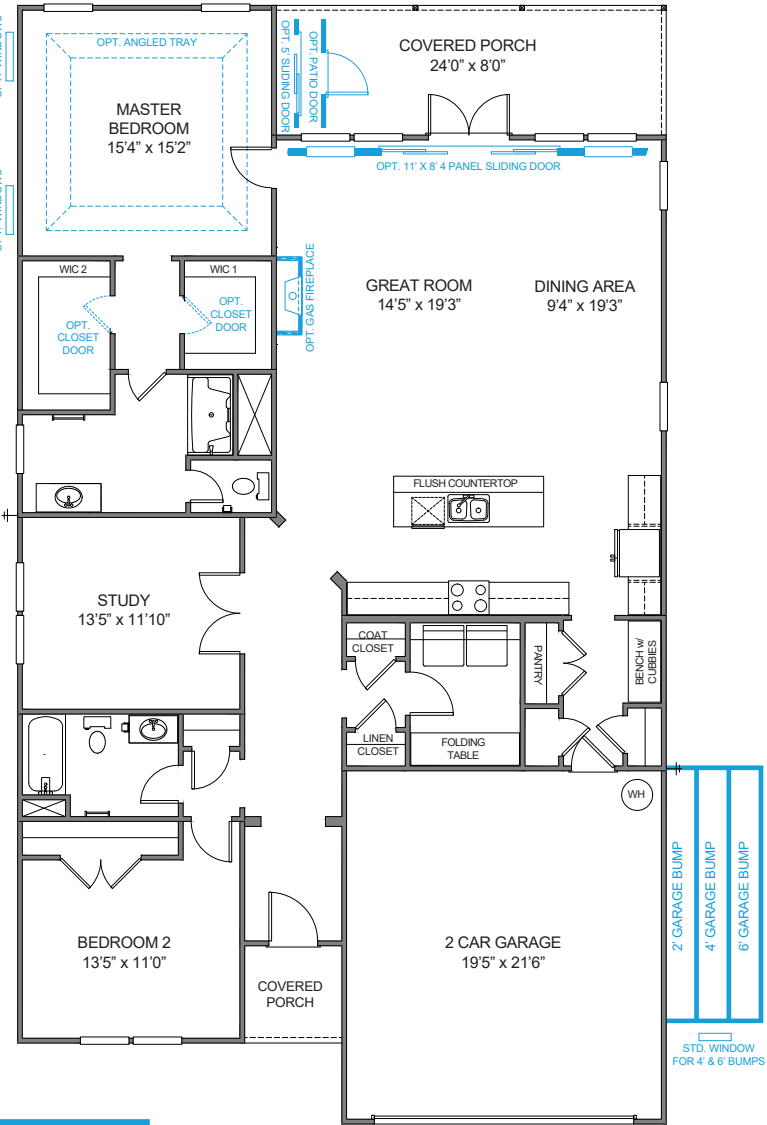 OPT. ANGLED TRAY
MASTER
BEDROOM
15'4" x 15'2"
OPT. 5' SLIDING DOOR
OPT. PATIO DOOR
COVERED PORCH
24'0" x 8'0"
OPT. 11' X 8' 4 PANEL SLIDING DOOR
WIC 2
OPT.
CLOSET
DOOR
WIC 1
OPT.
CLOSET
DOOR
OPT. GAS FIREPLACE
GREAT ROOM
14'5" x 19'3"
DINING AREA
9'4" x 19'3"
FLUSH COUNTERTOP
STUDY
13'5" x 11'10"
COAT
CLOSET
PANTRY
BENCH w/
CUBBIES
LINEN
CLOSET
FOLDING
TABLE
WH
BEDROOM 2
13'5" x 11'0"
COVERED
PORCH
2 CAR GARAGE
19'5" x 21'6"
2' GARAGE BUMP
4' GARAGE BUMP
6' GARAGE BUMP
STD. WINDOW
FOR 4' & 6' BUMPS